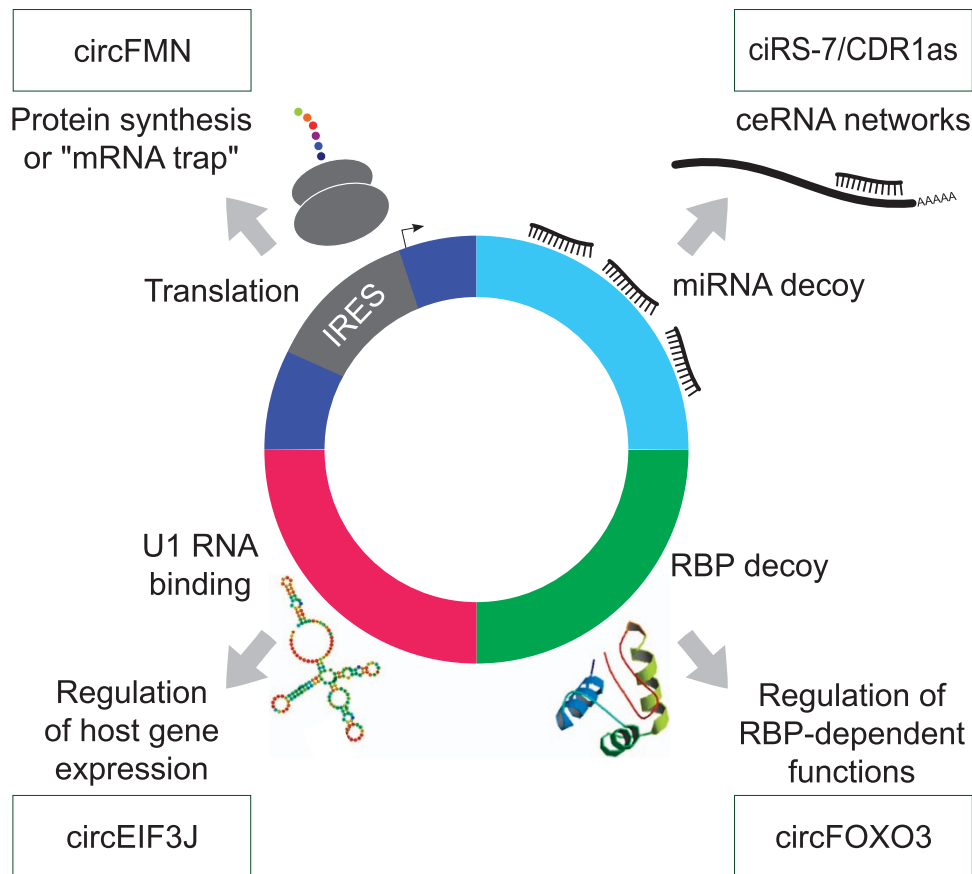 circFMN
Protein synthesis
or "mRNA trap"
Translation
IRES
ciRS-7/CDR1as
ceRNA networks
AAAAA
miRNA decoy
U1 RNA
binding
Regulation
of host gene
expression
circEIF3J
RBP decoy
Regulation of
RBP-dependent
functions
circFOXO3